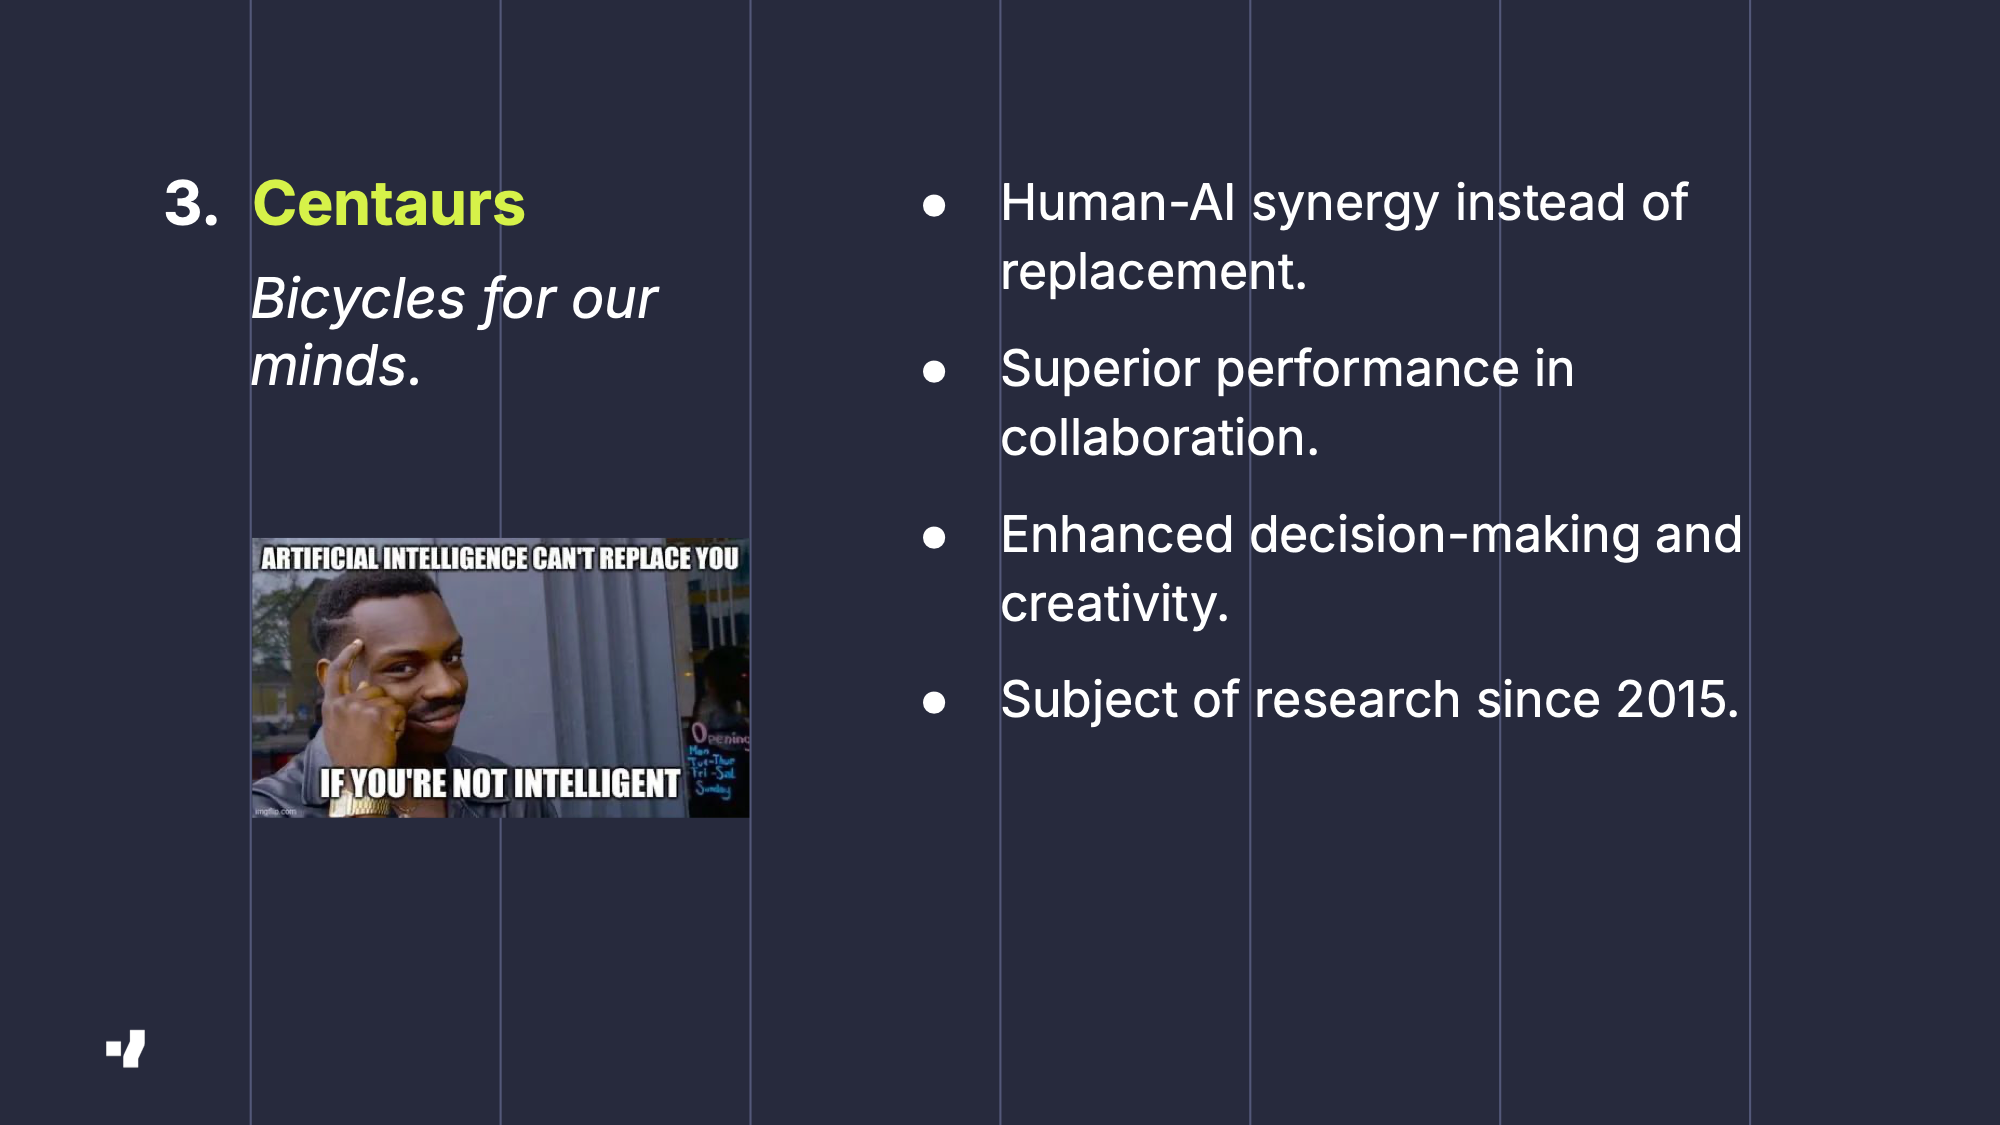 3. Centaurs
Bicycles for our
minds.
ARTIFICIAL INTELLIGENCE CAN'T REPLACE YOU
Opening
Mon
Tue-Thur
Fri-Sat
Sunday
IF YOU'RE NOT INTELLIGENT
imgflip.com
● Human-AI synergy instead of
replacement.
● Superior performance in
collaboration.
● Enhanced decision-making and
creativity.
● Subject of research since 2015.